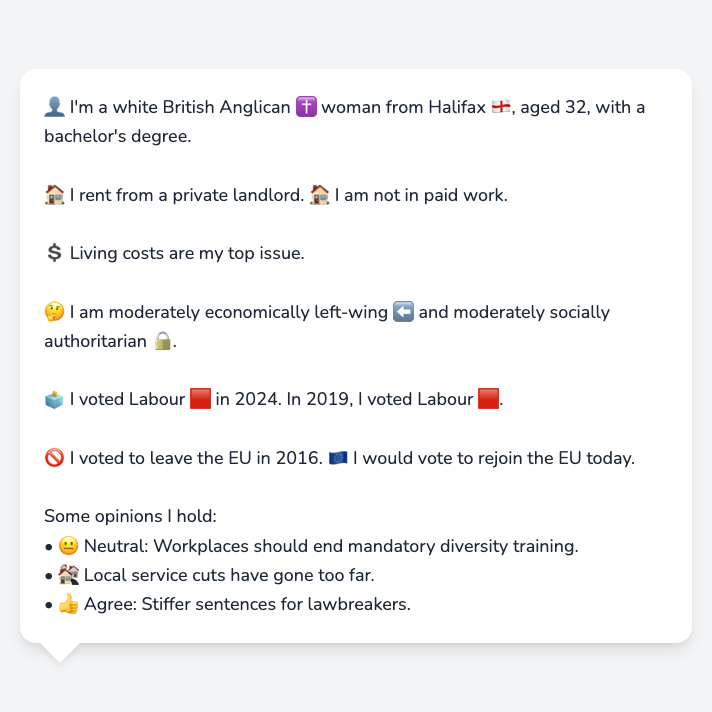 👤 I'm a white British Anglican ✝️ woman from Halifax 🏴󠁧󠁢󠁥󠁮󠁧󠁿, aged 32, with a
bachelor's degree.
🏠 I rent from a private landlord. 🏠 I am not in paid work.
💲 Living costs are my top issue.
🤔 I am moderately economically left-wing ⬅️ and moderately socially
authoritarian 🔒.
🗳️ I voted Labour 🟥 in 2024. In 2019, I voted Labour 🟥.
🚫 I voted to leave the EU in 2016. 🇪🇺 I would vote to rejoin the EU today.
Some opinions I hold:
• 😐 Neutral: Workplaces should end mandatory diversity training.
• 🏚️ Local service cuts have gone too far.
• 👍 Agree: Stiffer sentences for lawbreakers.